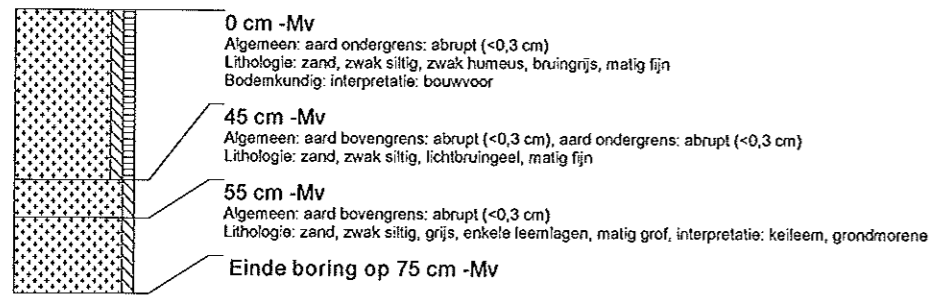 0 cm -Mv
Algemeen: aard ondergrens: abrupt (<0,3 cm)
Lithologie: zand, zwak siltig, zwak humeus, bruingrijs, matig fijn
Bodemkundig: interpretatie: bouwvoor
45 cm -Mv
Algemeen: aard bovengrens: abrupt (<0,3 cm), aard ondergrens: abrupt (<0,3 cm)
Lithologie: zand, zwak siltig, lichtbruingeel, matig fijn
55 cm -Mv
Algemeen: aard bovengrens: abrupt (<0,3 cm)
Lithologie: zand, zwak siltig, grijs, enkele leemlagen, matig grof, interpretatie: keileem, grondmorene
Einde boring op 75 cm -Mv